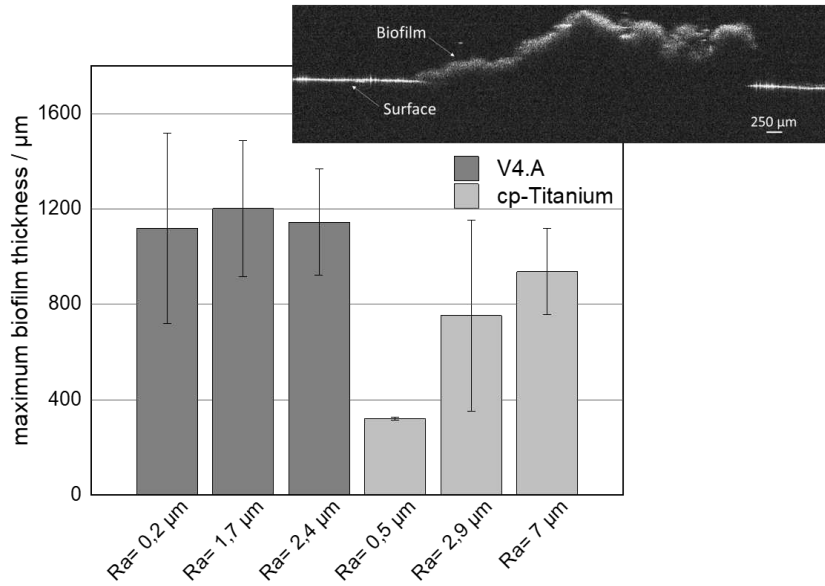 Biofilm
Surface
250 µm
maximum biofilm thickness / µm
1600
1200
800
400
0
V4.A
cp-Titanium
Ra= 0,2 µm
Ra= 1,7 µm
Ra= 2,4 µm
Ra= 0,5 µm
Ra= 2,9 µm
Ra= 7 µm